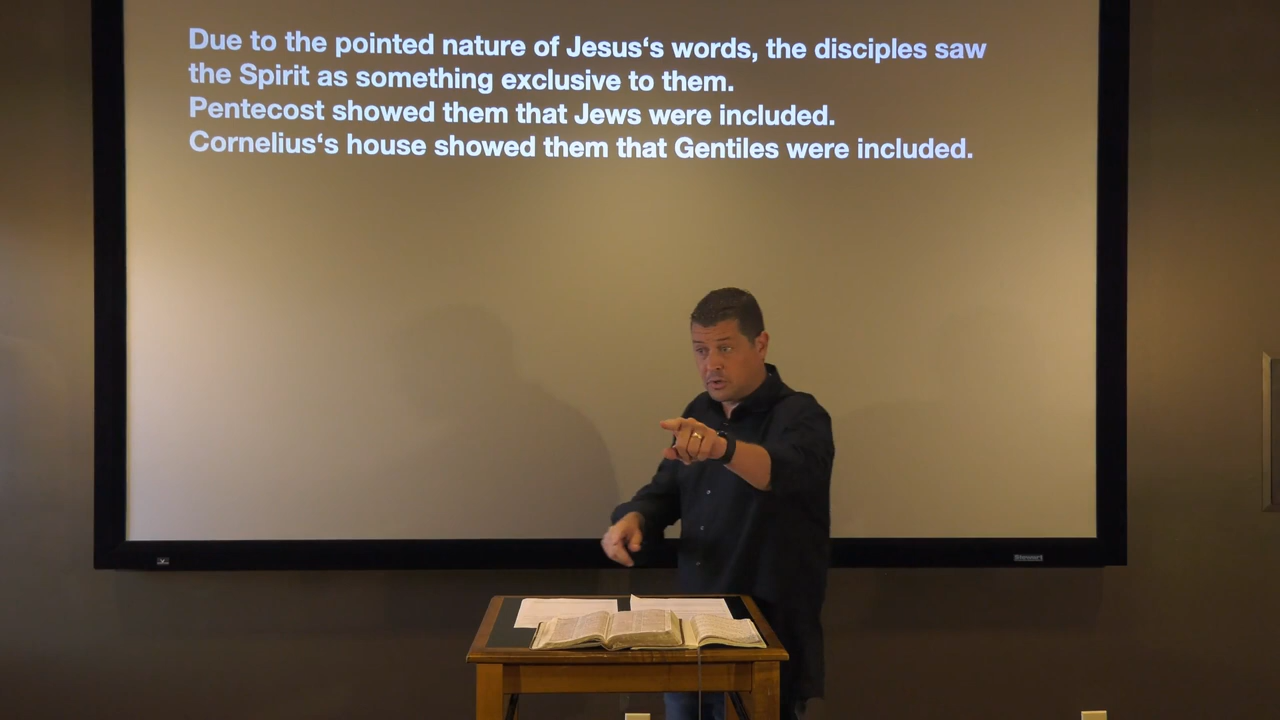 Due to the pointed nature of Jesus‘s words, the disciples saw
the Spirit as something exclusive to them.
Pentecost showed them that Jews were included.
Cornelius‘s house showed them that Gentiles were included.
Stewart